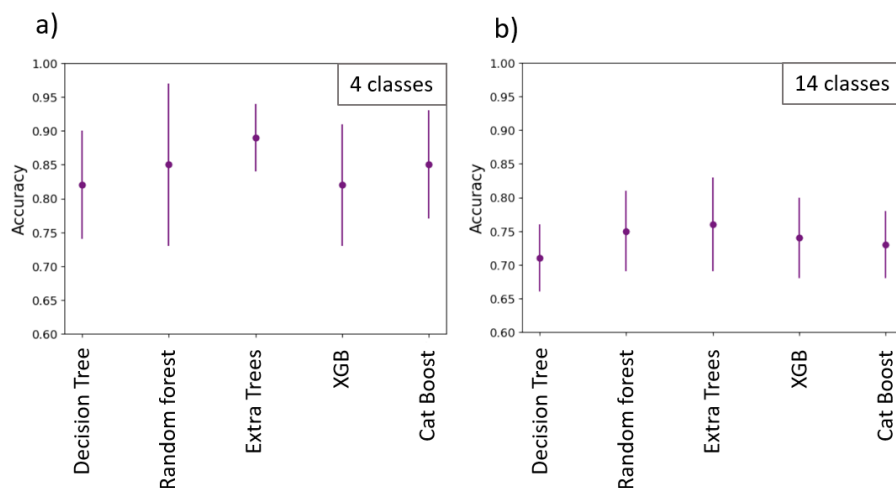 a)
4 classes
1.00
0.95
0.90
0.85
0.80
0.75
0.70
0.65
0.60
Accuracy
Decision Tree
Random forest
Extra Trees
XGB
Cat Boost
b)
14 classes
1.00
0.95
0.90
0.85
0.80
0.75
0.70
0.65
0.60
Accuracy
Decision Tree
Random forest
Extra Trees
XGB
Cat Boost